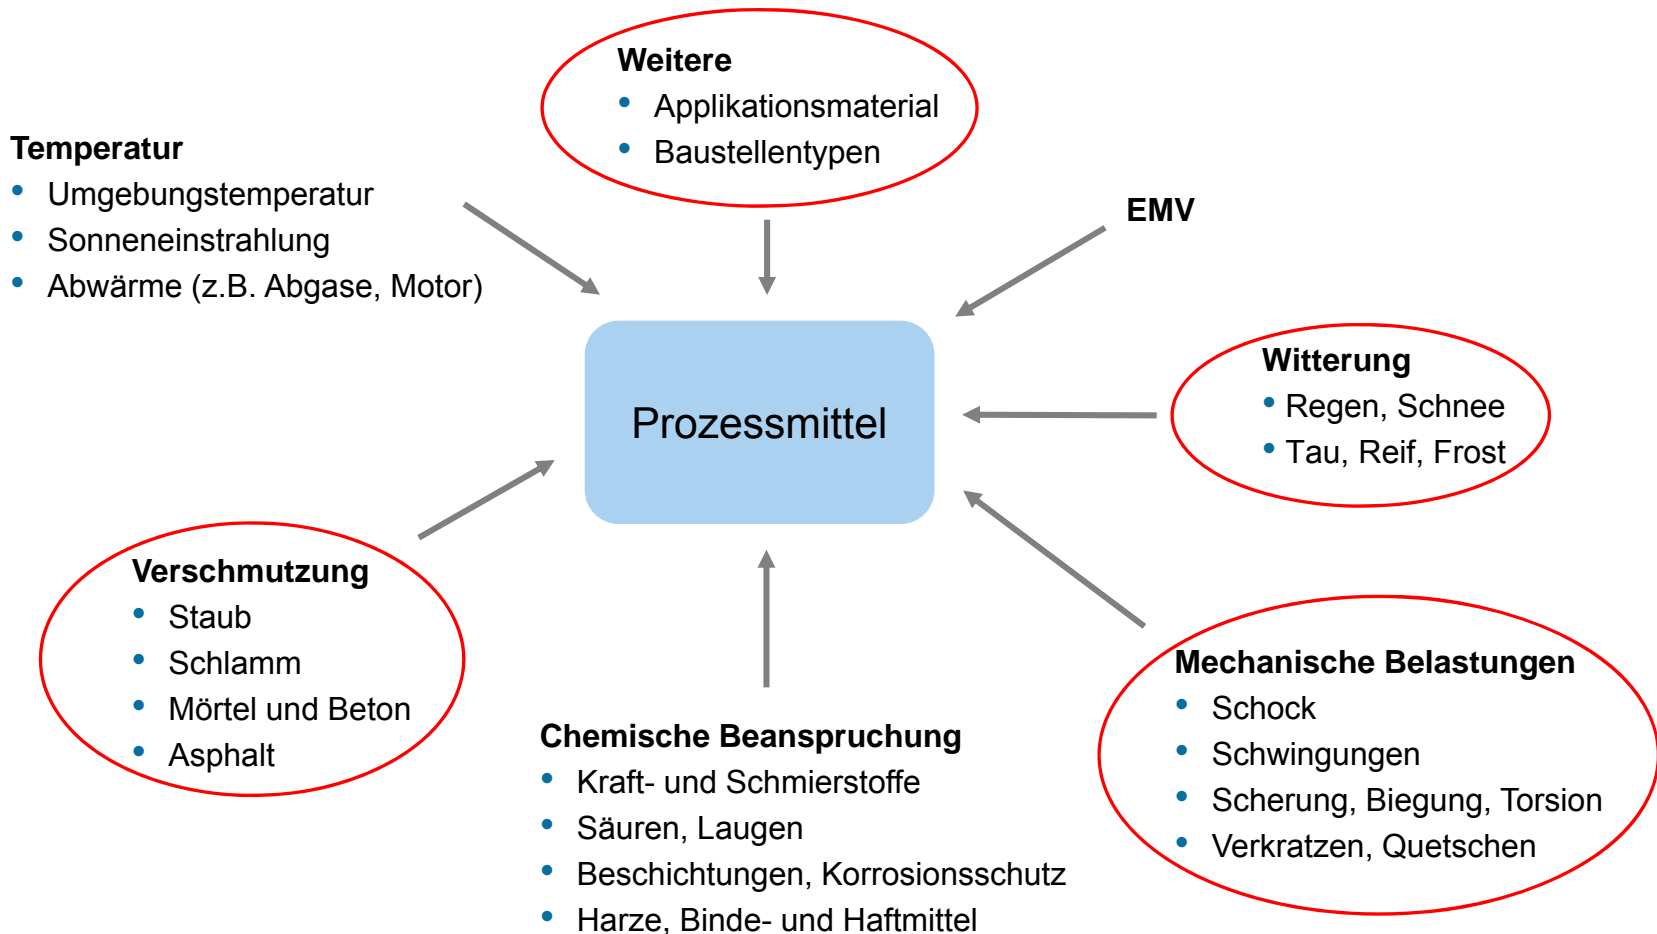 Weitere
• Applikationsmaterial
• Baustellentypen
Temperatur
• Umgebungstemperatur
• Sonneneinstrahlung
• Abwärme (z.B. Abgase, Motor)
EMV
Prozessmittel
Witterung
• Regen, Schnee
• Tau, Reif, Frost
Verschmutzung
• Staub
• Schlamm
• Mörtel und Beton
• Asphalt
Chemische Beanspruchung
• Kraft- und Schmierstoffe
• Säuren, Laugen
• Beschichtungen, Korrosionsschutz
• Harze, Binde- und Haftmittel
Mechanische Belastungen
• Schock
• Schwingungen
• Scherung, Biegung, Torsion
• Verkratzen, Quetschen